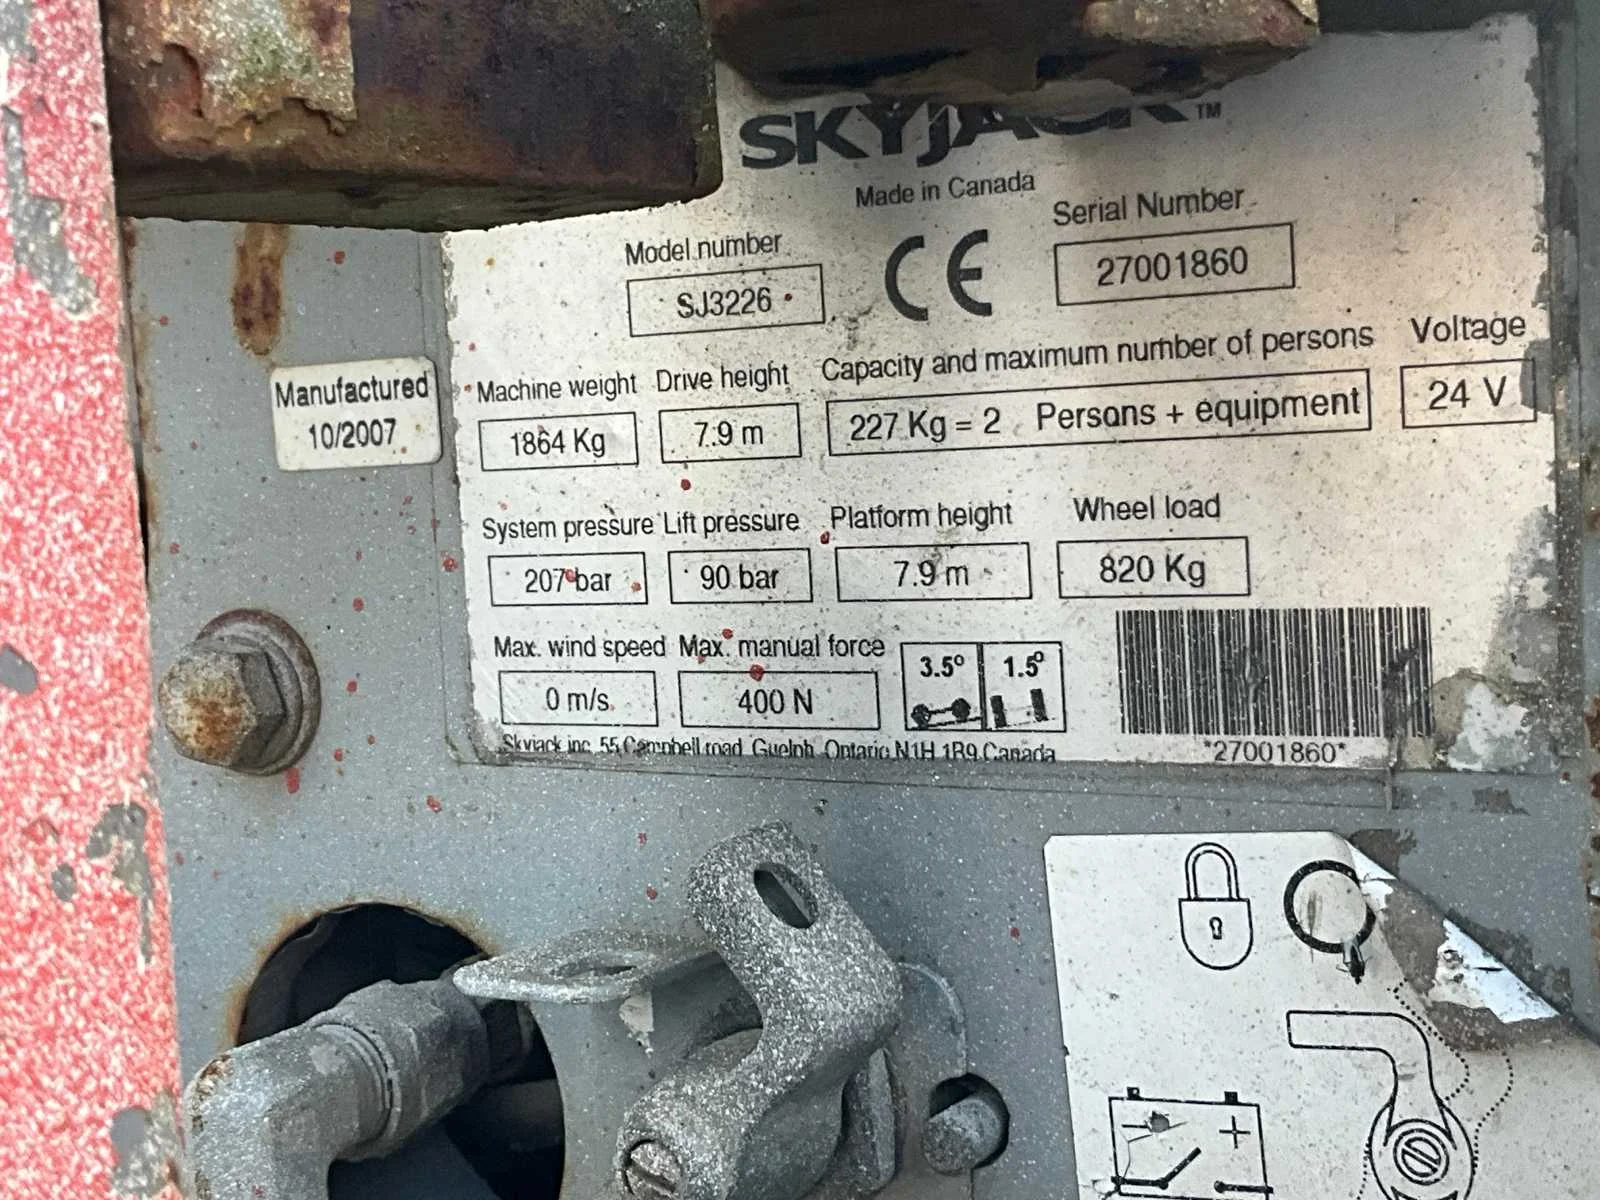 SKYJACK™
Made in Canada
Model number
SJ3226
CE
Serial Number
27001860
Manufactured
10/2007
Machine weight
1864 Kg
Drive height
7.9 m
Capacity and maximum number of persons
227 Kg = 2 Persons + equipment
Voltage
24 V
System pressure
207 bar
Lift pressure
90 bar
Platform height
7.9 m
Wheel load
820 Kg
Max. wind speed
0 m/s
Max. manual force
400 N
3.5°
1.5°
Skyjack inc, 55 Campbell road Guelph, Ontario N1H 1R9 Canada
*27001860*